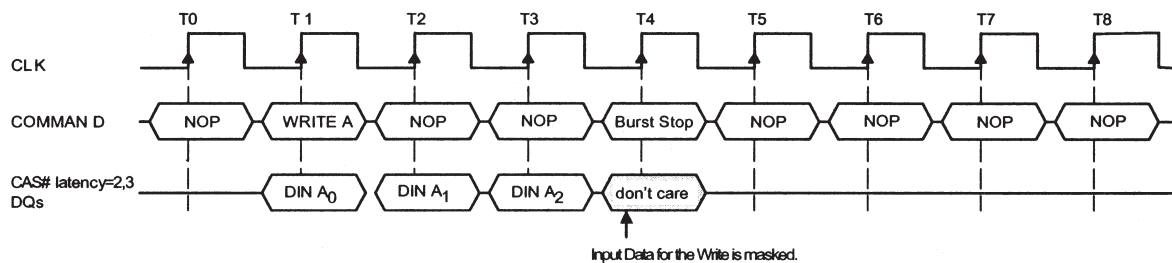 T0 T 1 T2 T3 T4 T5 T6 T7 T8
CL K
COMMAN D NOP WRITE A NOP NOP Burst Stop NOP NOP NOP NOP
CAS# latency=2,3
DQs DIN A0 DIN A1 DIN A2 don't care
Input Data for the Write is masked.